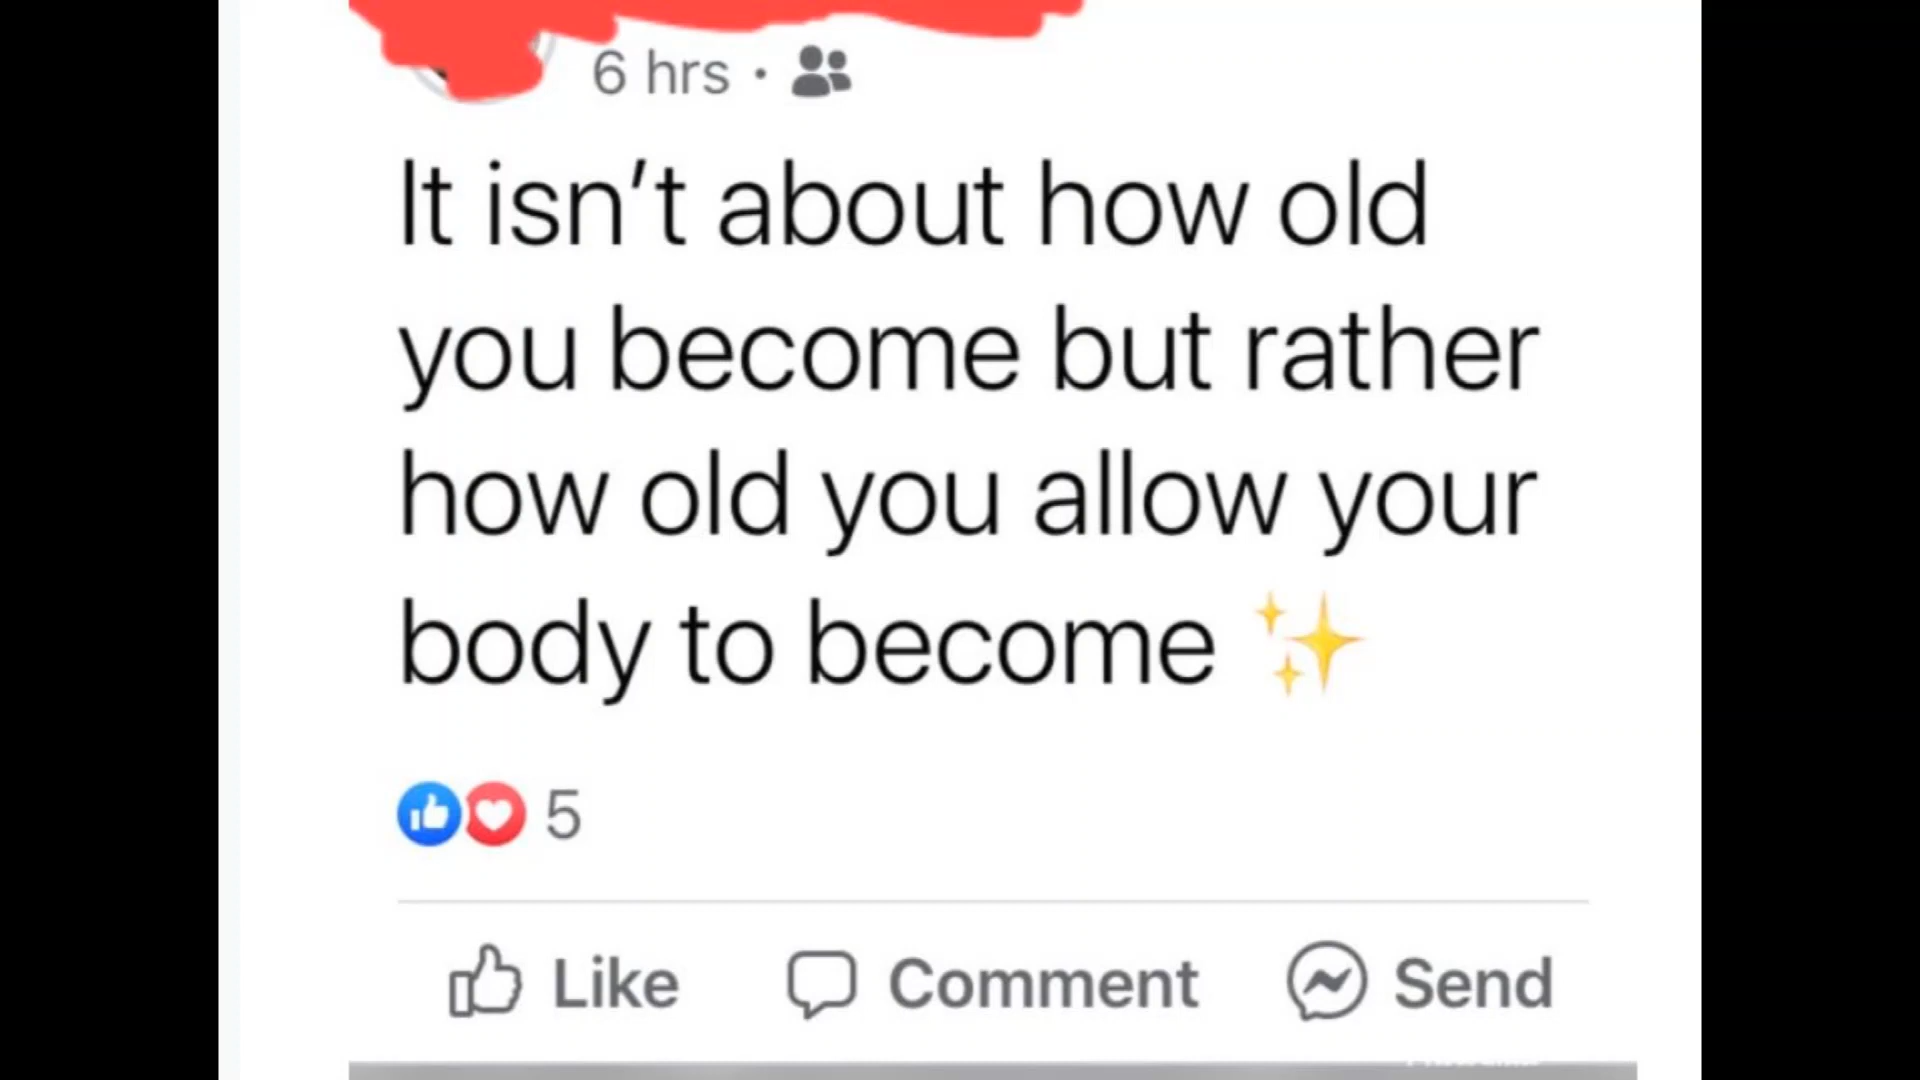 6 hrs ·
It isn’t about how old
you become but rather
how old you allow your
body to become ✨
5
Like Comment Send